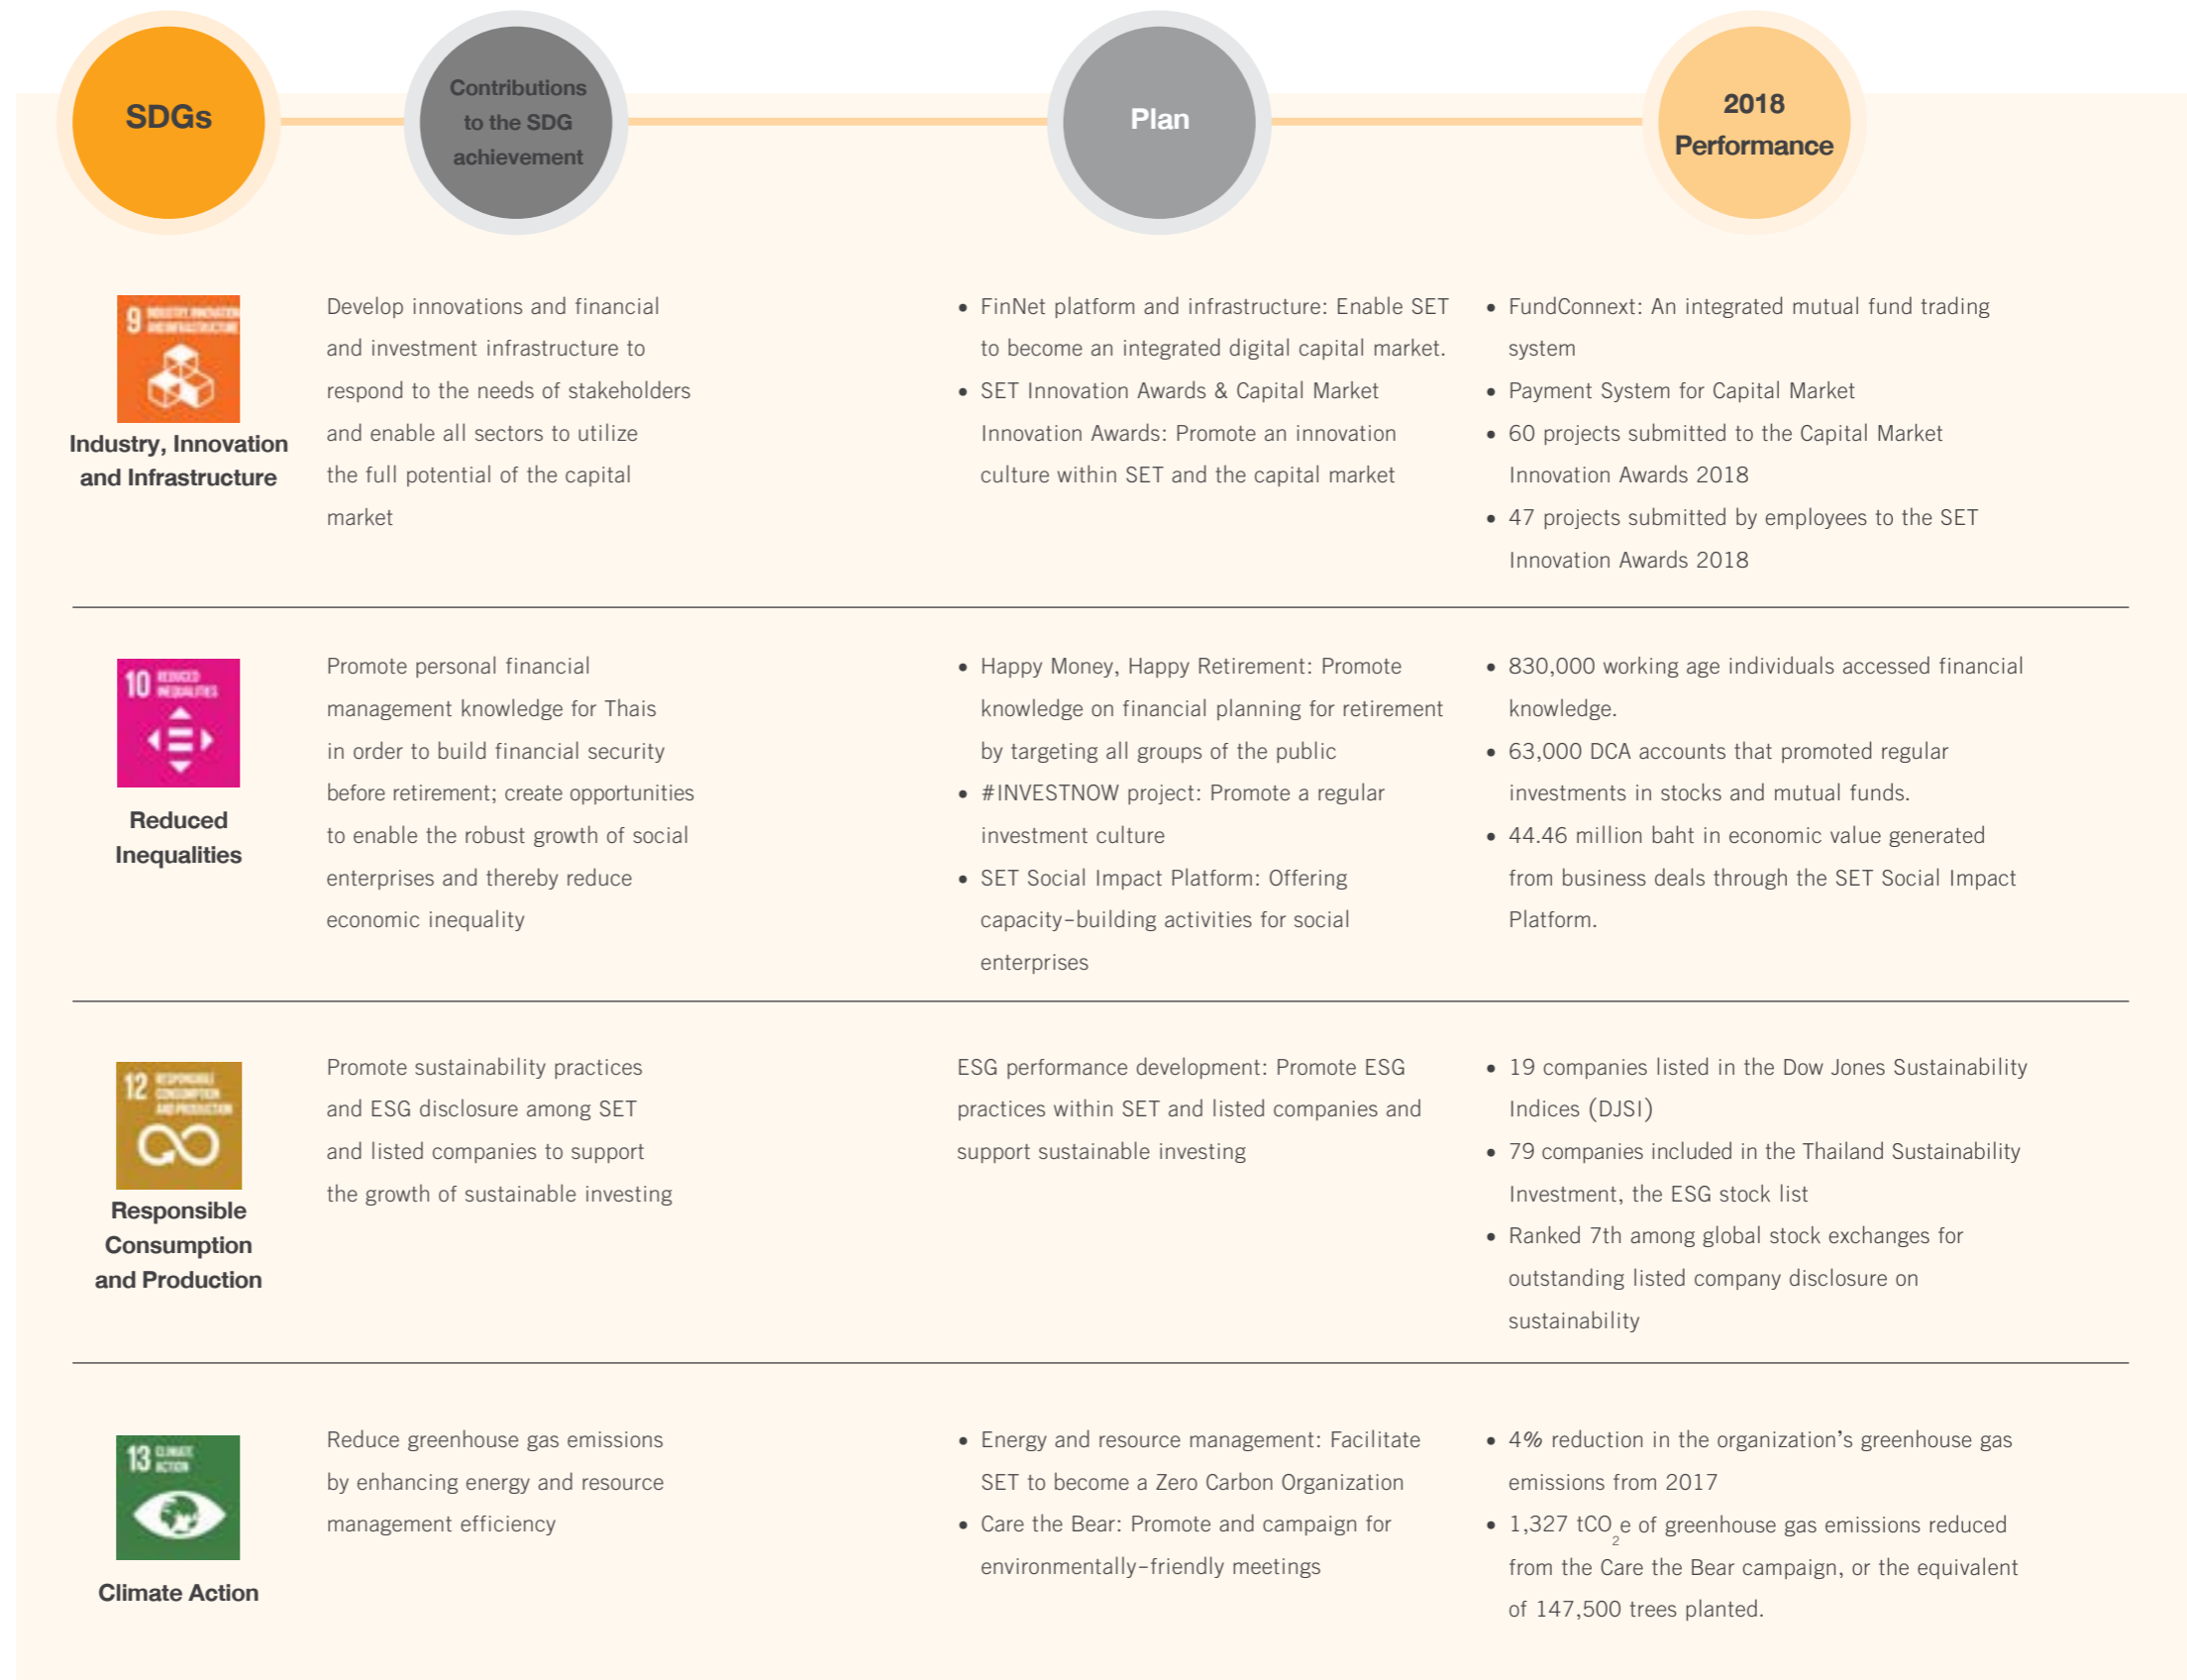 SDGs
Contributions
to the SDG
achievement
Plan
2018
Performance
9 INDUSTRY, INNOVATION
AND INFRASTRUCTURE
Industry, Innovation
and Infrastructure
Develop innovations and financial
and investment infrastructure to
respond to the needs of stakeholders
and enable all sectors to utilize
the full potential of the capital
market
• FinNet platform and infrastructure: Enable SET
to become an integrated digital capital market.
• SET Innovation Awards & Capital Market
Innovation Awards: Promote an innovation
culture within SET and the capital market
• FundConnext: An integrated mutual fund trading
system
• Payment System for Capital Market
• 60 projects submitted to the Capital Market
Innovation Awards 2018
• 47 projects submitted by employees to the SET
Innovation Awards 2018
10 REDUCED
INEQUALITIES
Reduced
Inequalities
Promote personal financial
management knowledge for Thais
in order to build financial security
before retirement; create opportunities
to enable the robust growth of social
enterprises and thereby reduce
economic inequality
• Happy Money, Happy Retirement: Promote
knowledge on financial planning for retirement
by targeting all groups of the public
• #INVESTNOW project: Promote a regular
investment culture
• SET Social Impact Platform: Offering
capacity-building activities for social
enterprises
• 830,000 working age individuals accessed financial
knowledge.
• 63,000 DCA accounts that promoted regular
investments in stocks and mutual funds.
• 44.46 million baht in economic value generated
from business deals through the SET Social Impact
Platform.
12 RESPONSIBLE
CONSUMPTION
AND PRODUCTION
Responsible
Consumption
and Production
Promote sustainability practices
and ESG disclosure among SET
and listed companies to support
the growth of sustainable investing
ESG performance development: Promote ESG
practices within SET and listed companies and
support sustainable investing
• 19 companies listed in the Dow Jones Sustainability
Indices (DJSI)
• 79 companies included in the Thailand Sustainability
Investment, the ESG stock list
• Ranked 7th among global stock exchanges for
outstanding listed company disclosure on
sustainability
13 CLIMATE
ACTION
Climate Action
Reduce greenhouse gas emissions
by enhancing energy and resource
management efficiency
• Energy and resource management: Facilitate
SET to become a Zero Carbon Organization
• Care the Bear: Promote and campaign for
environmentally-friendly meetings
• 4% reduction in the organization's greenhouse gas
emissions from 2017
• 1,327 tCO₂e of greenhouse gas emissions reduced
from the Care the Bear campaign, or the equivalent
of 147,500 trees planted.